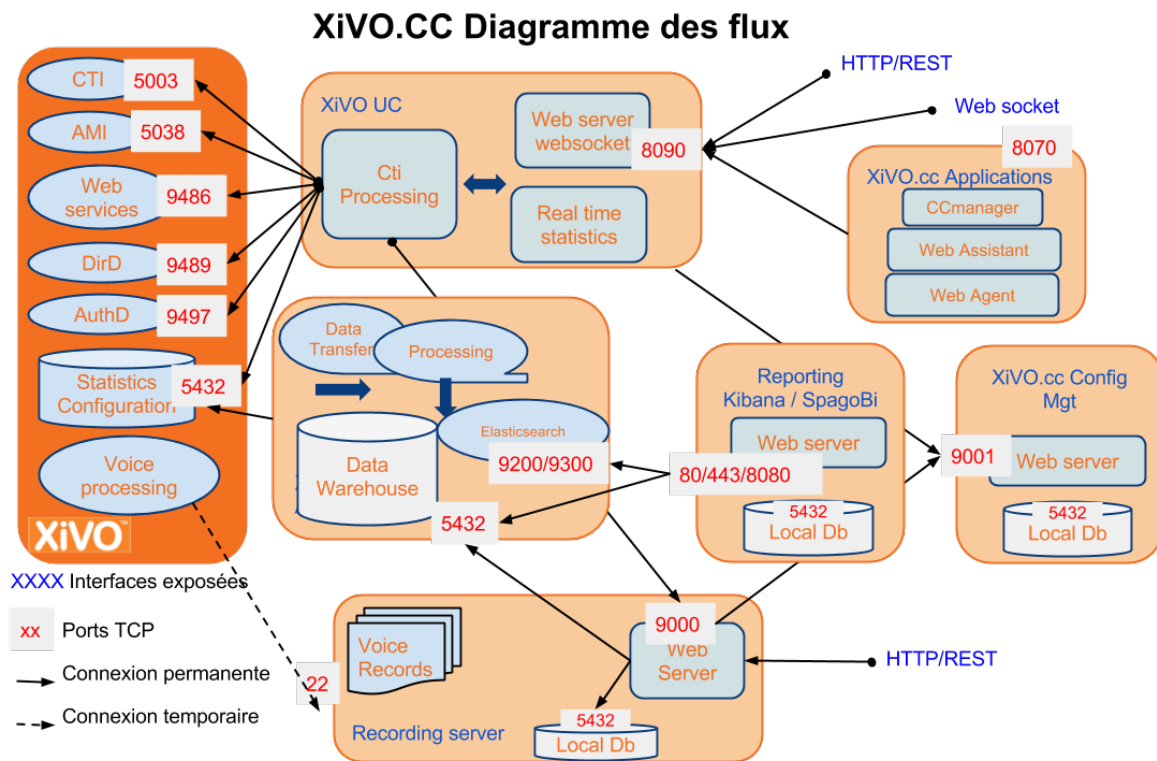 XiVO.CC Diagramme des flux
CTI
5003
AMI
5038
Web
services
9486
DirD
9489
AuthD
9497
Statistics
Configuration
5432
Voice
processing
XiVO™
XiVO UC
Cti
Processing
Web server
websocket
8090
Real time
statistics
HTTP/REST
Web socket
8070
XiVO.cc Applications
CCmanager
Web Assistant
Web Agent
Data
Transfer
Processing
Elasticsearch
9200/9300
Data
Warehouse
5432
Reporting
Kibana / SpagoBi
Web server
80/443/8080
5432
Local Db
XiVO.cc Config
Mgt
9001
Web server
5432
Local Db
XXXX Interfaces exposées
xx Ports TCP
Connexion permanente
Connexion temporaire
22
Voice
Records
9000
Web
Server
HTTP/REST
5432
Local Db
Recording server